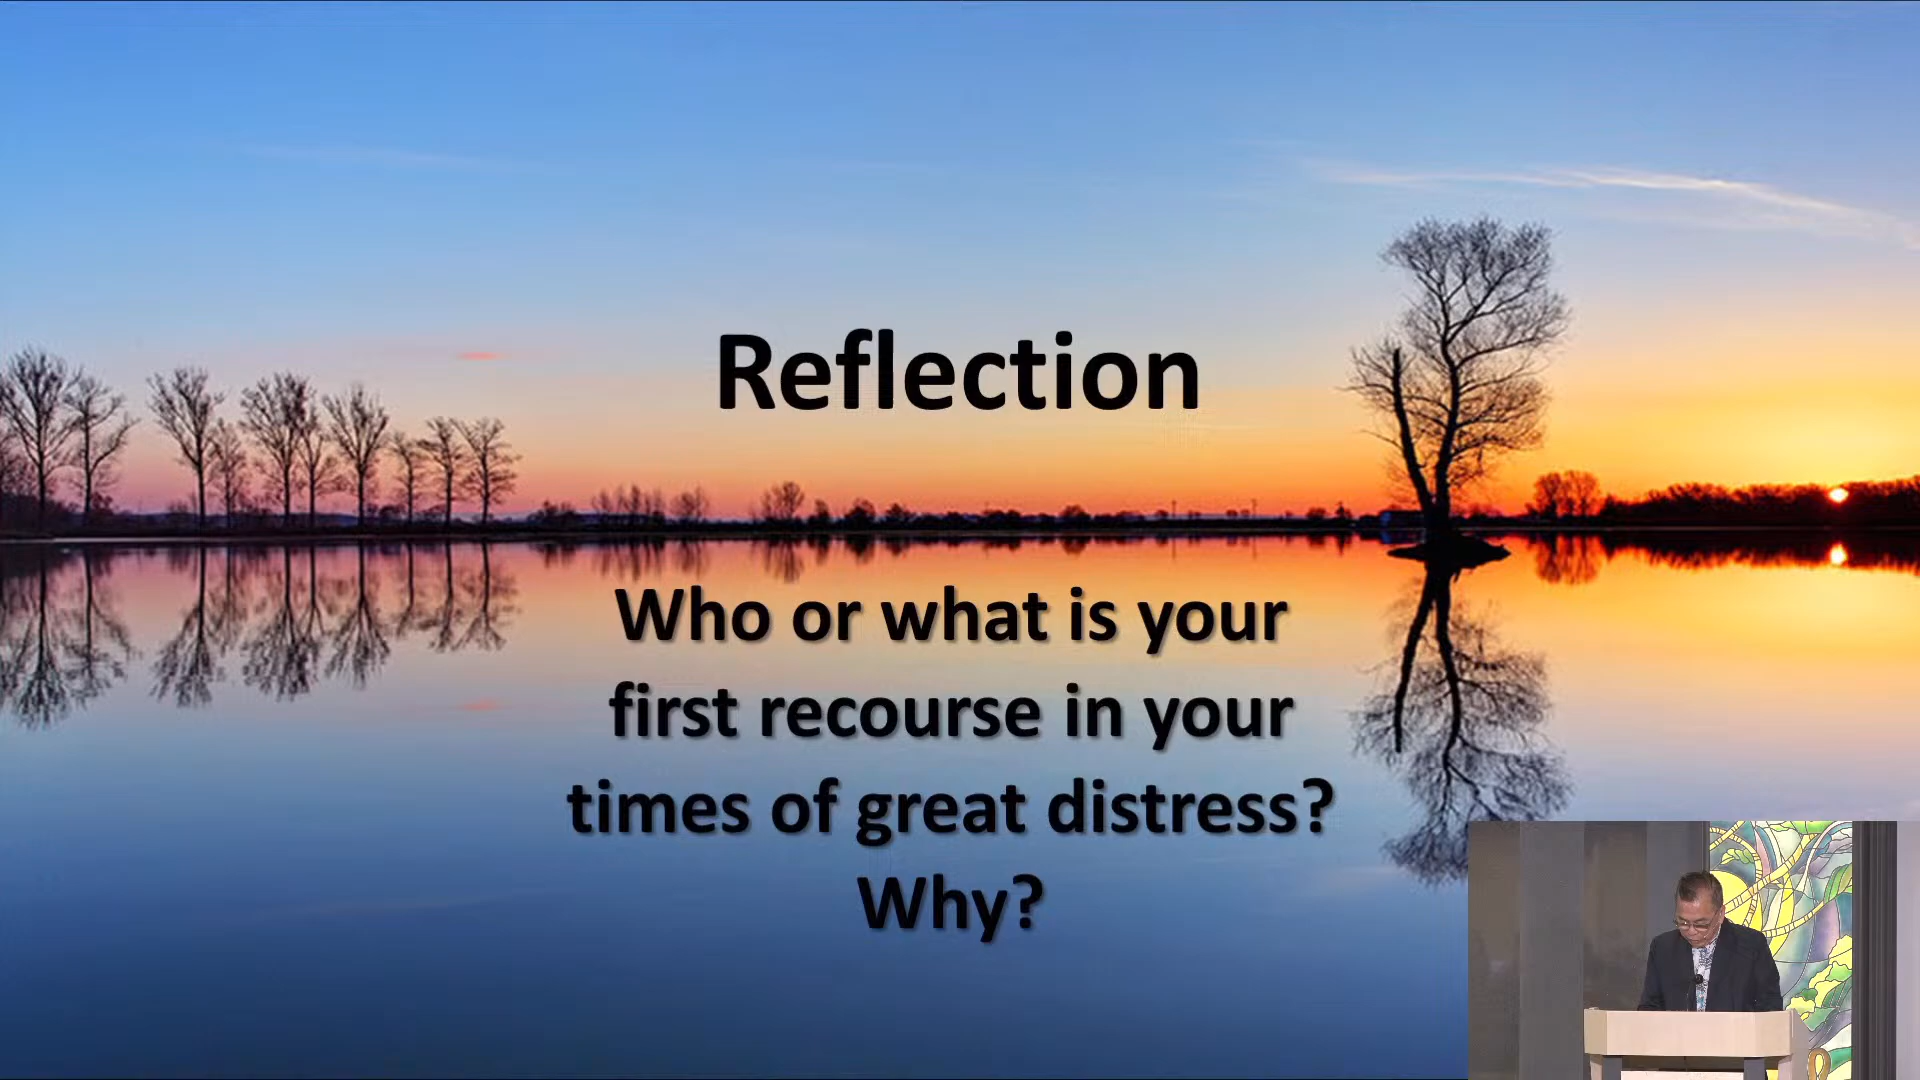 Reflection
Who or what is your
first recourse in your
times of great distress?
Why?